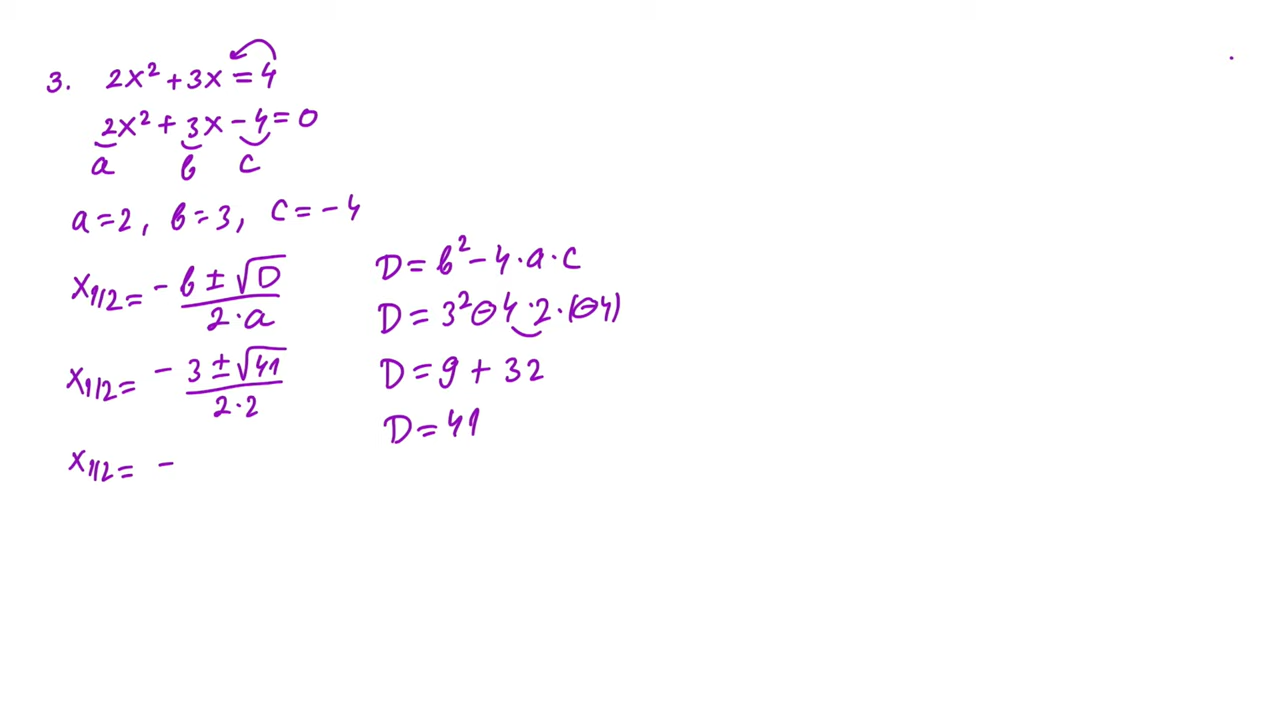 3. 2x² + 3x = 4
2x² + 3x - 4 = 0
a b c
a = 2, b = 3, c = -4
x1/2 = - b ± √D / 2·a
D = b² - 4·a·c
D = 3² - 4·2·(-4)
x1/2 = - 3 ± √41 / 2·2
D = 9 + 32
D = 41
x1/2 = -